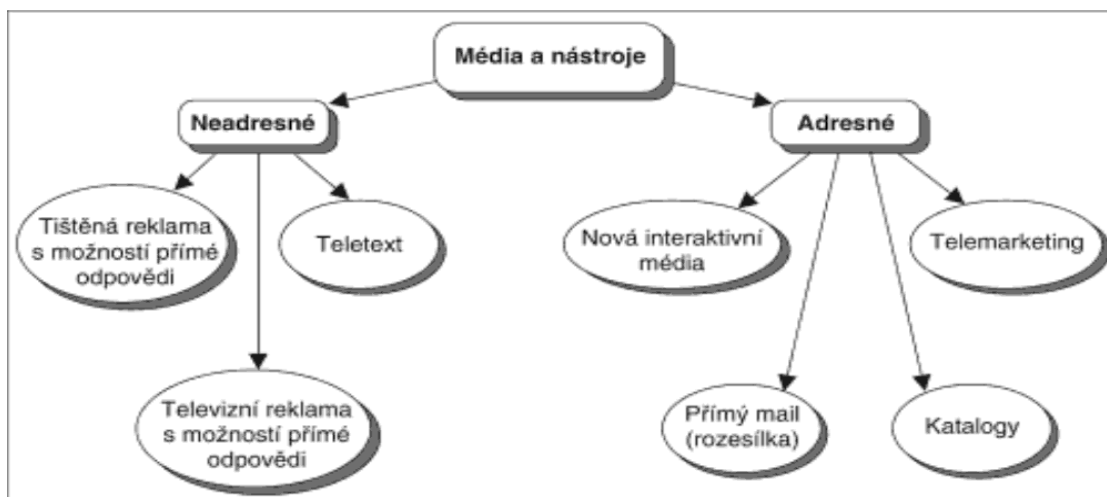 Média a nástroje
Neadresné
Adresné
Tištěná reklama
s možností přímé
odpovědi
Teletext
Nová interaktivní
média
Telemarketing
Televizní reklama
s možností přímé
odpovědi
Přímý mail
(rozesílka)
Katalogy